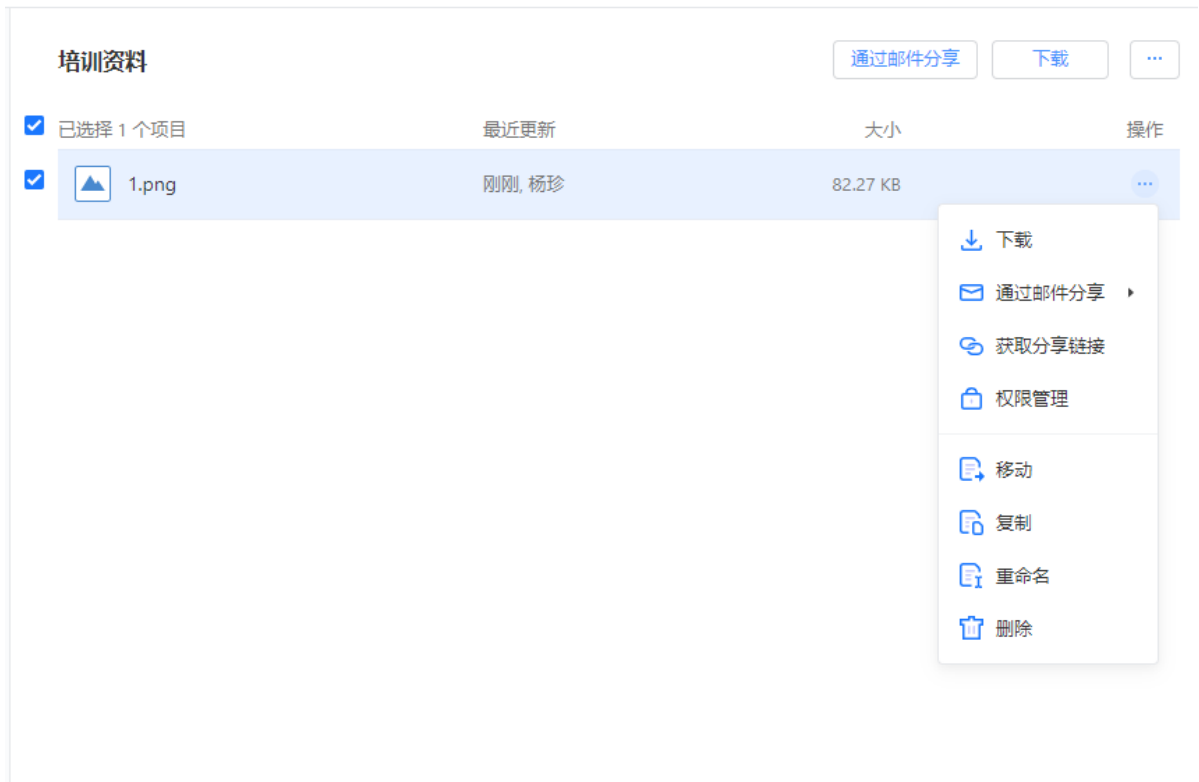 培训资料 通过邮件分享 下载 ...
已选择 1 个项目 最近更新 大小 操作
1.png 刚刚, 杨珍 82.27 KB ...
下载
通过邮件分享
获取分享链接
权限管理
移动
复制
重命名
删除